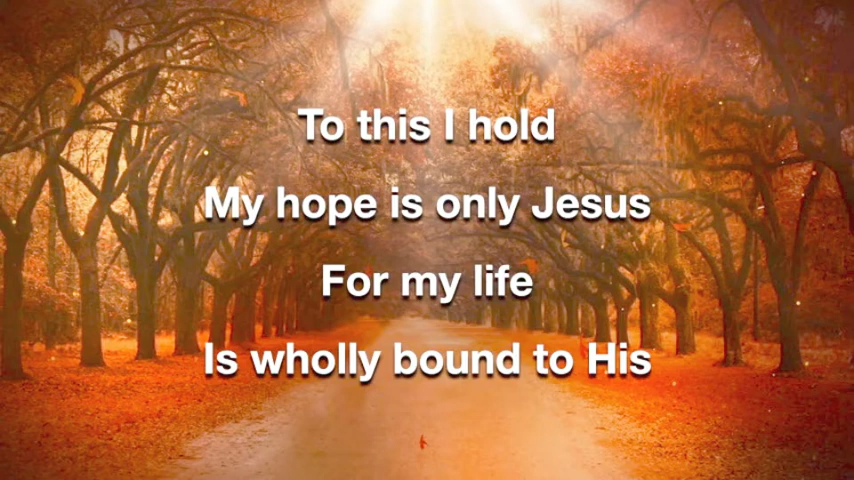 To this I hold
My hope is only Jesus
For my life
Is wholly bound to His